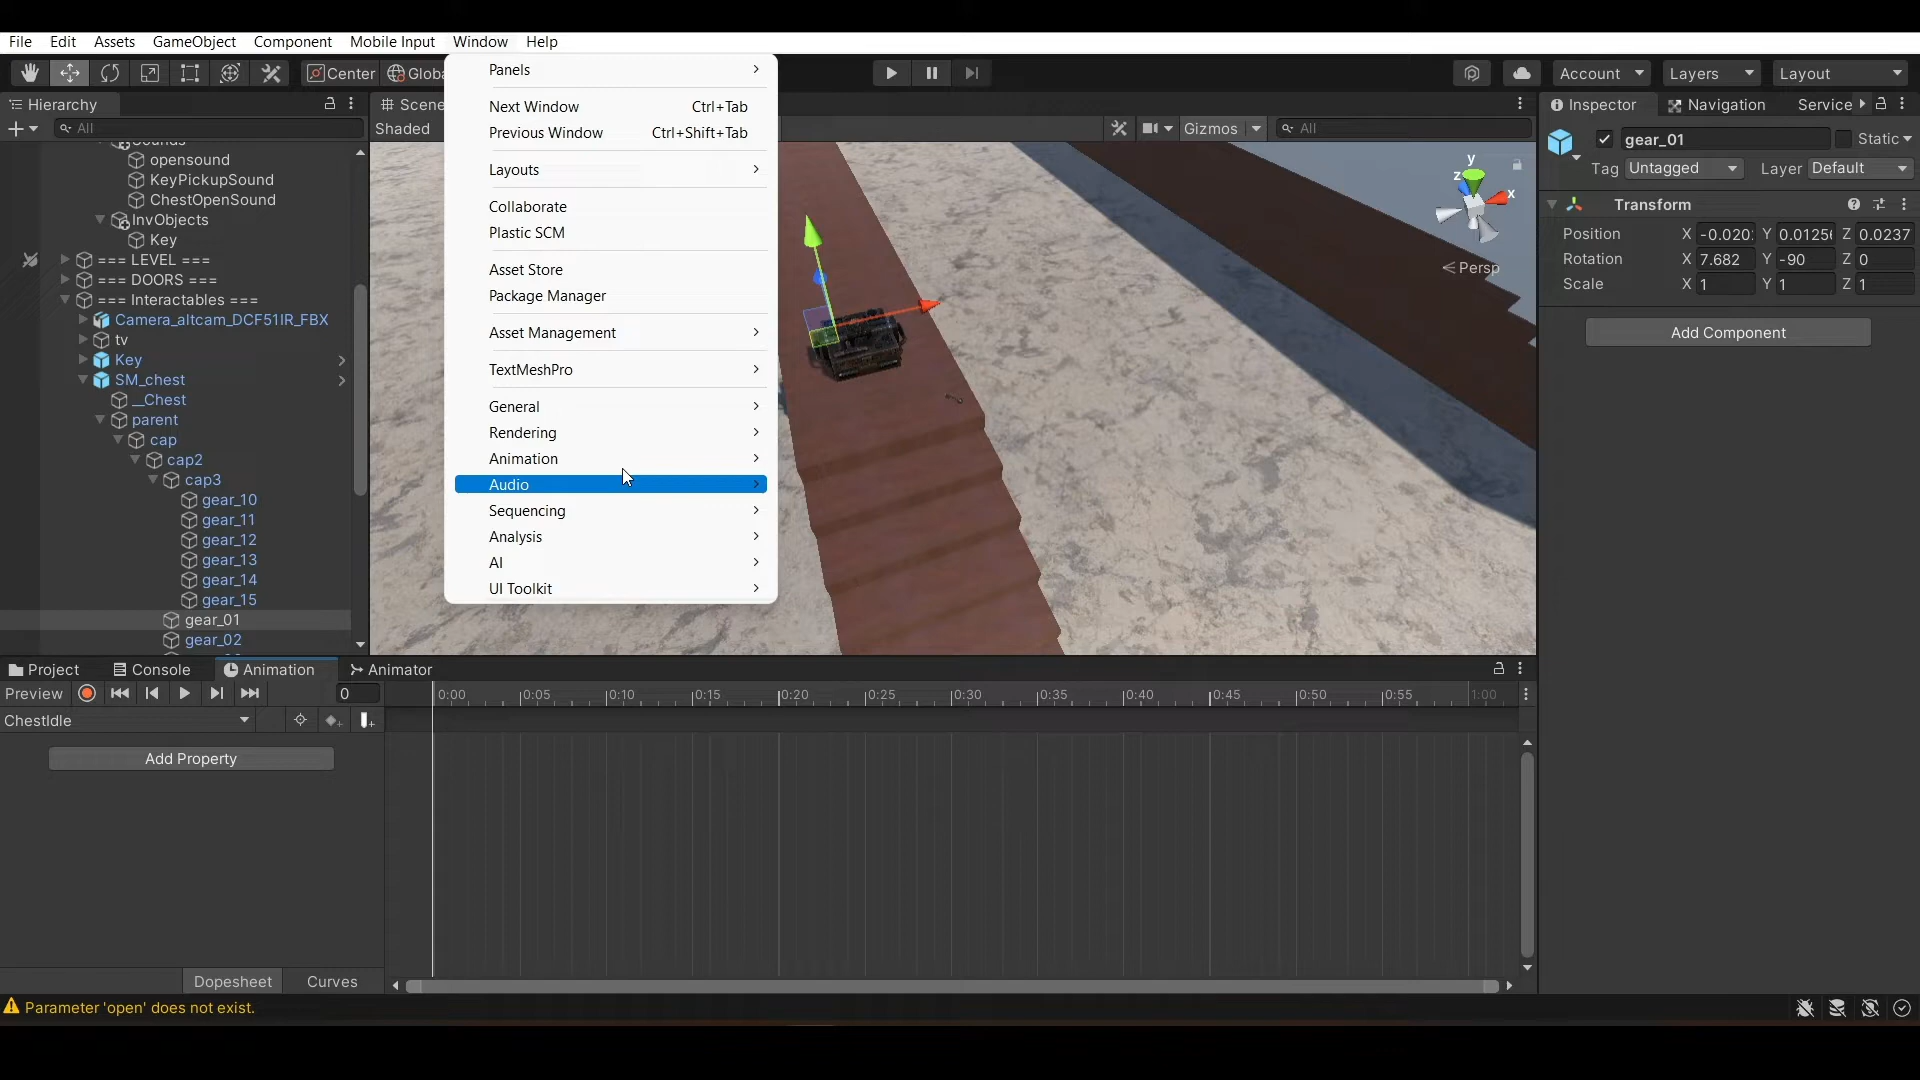 File Edit Assets GameObject Component Mobile Input Window Help
Center Globa Account Layers Layout
Hierarchy
All
Sounds
opensound
KeyPickupSound
ChestOpenSound
InvObjects
Key
=== LEVEL ===
=== DOORS ===
=== Interactables ===
Camera_altcam_DCF51IR_FBX
tv
Key
SM_chest
__Chest
parent
cap
cap2
cap3
gear_10
gear_11
gear_12
gear_13
gear_14
gear_15
gear_01
gear_02
Scene
Shaded
Gizmos All
Panels
Next Window Ctrl+Tab
Previous Window Ctrl+Shift+Tab
Layouts
Collaborate
Plastic SCM
Asset Store
Package Manager
Asset Management
TextMeshPro
General
Rendering
Animation
Audio
Sequencing
Analysis
AI
UI Toolkit
y
z
x
Persp
Inspector Navigation Service
gear_01 Static
Tag Untagged Layer Default
Transform
Position X -0.020 Y 0.0125 Z 0.0237
Rotation X 7.682 Y -90 Z 0
Scale X 1 Y 1 Z 1
Add Component
Project Console Animation Animator
Preview 0 0:00 0:05 0:10 0:15 0:20 0:25 0:30 0:35 0:40 0:45 0:50 0:55 1:00
ChestIdle
Add Property
Dopesheet Curves
Parameter 'open' does not exist.